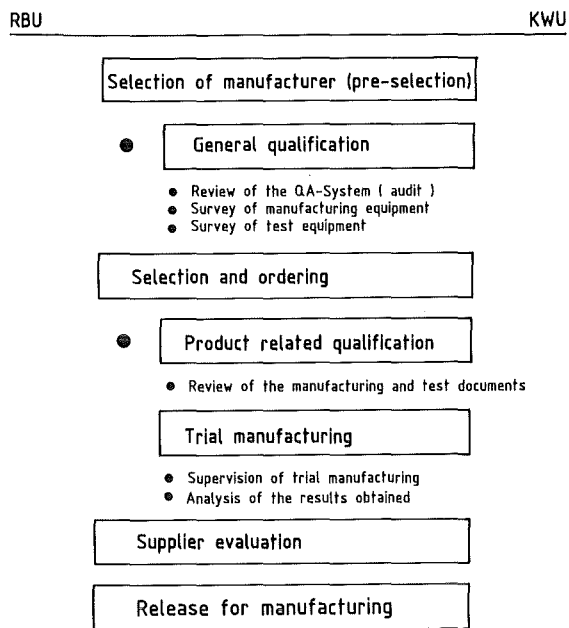 RBU KWU
Selection of manufacturer (pre-selection)
● General qualification
● Review of the QA-System ( audit )
● Survey of manufacturing equipment
● Survey of test equipment
Selection and ordering
● Product related qualification
● Review of the manufacturing and test documents
Trial manufacturing
● Supervision of trial manufacturing
● Analysis of the results obtained
Supplier evaluation
Release for manufacturing